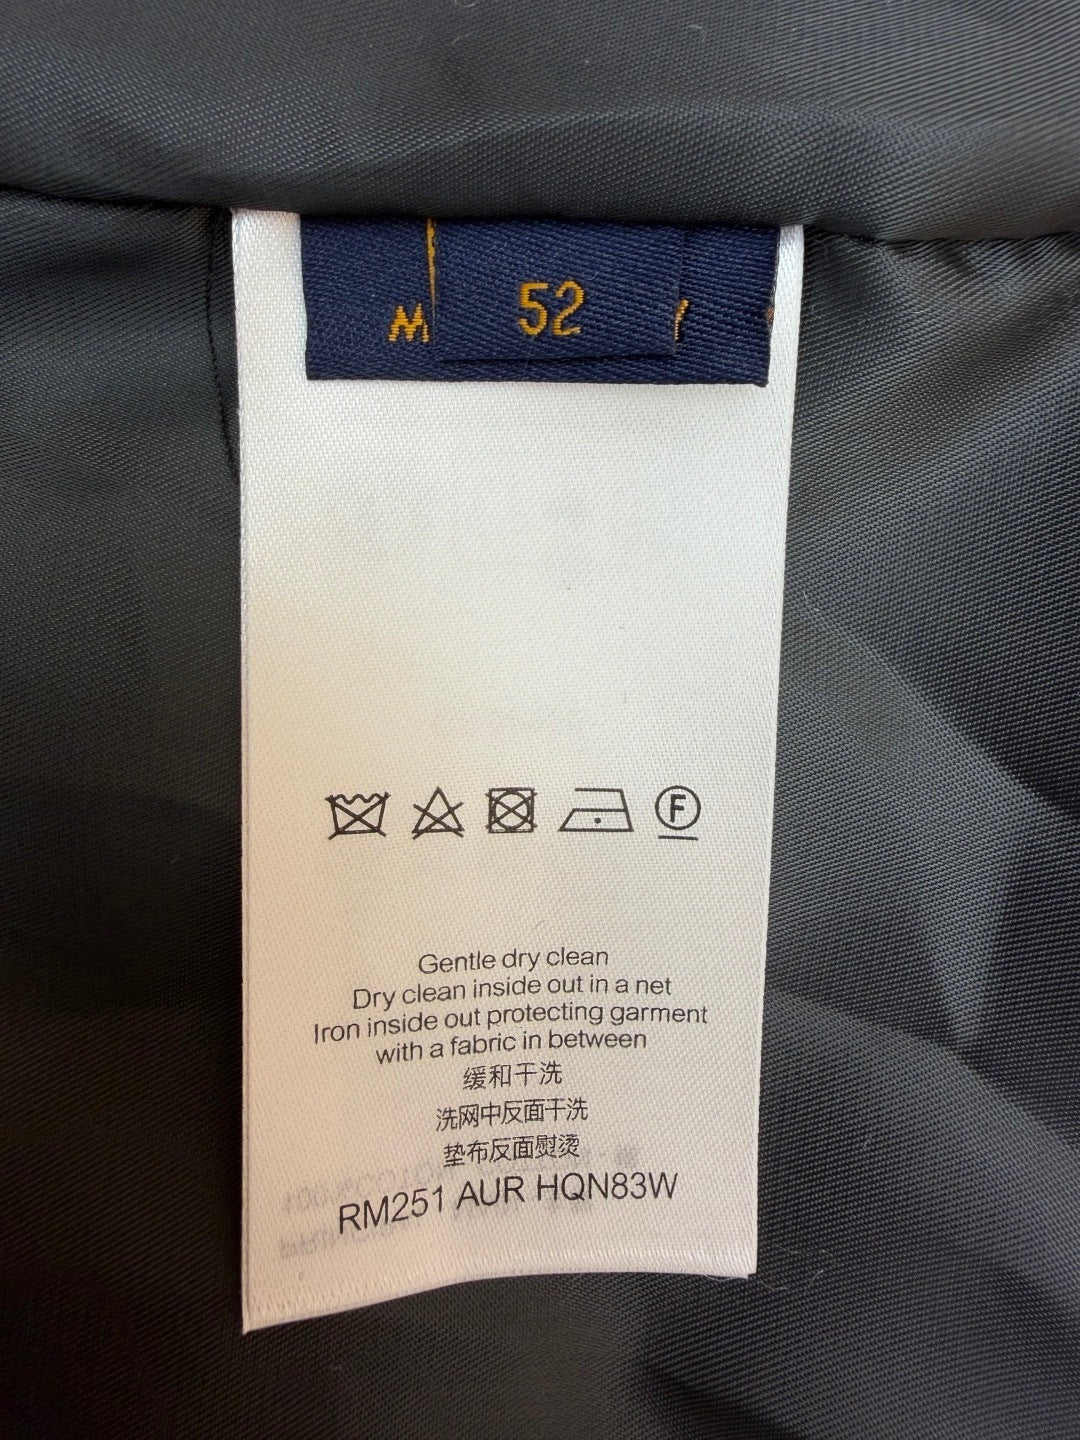 52
F
Gentle dry clean
Dry clean inside out in a net
Iron inside out protecting garment
with a fabric in between
缓和干洗
洗网中反面干洗
垫布反面熨烫
RM251 AUR HQN83W